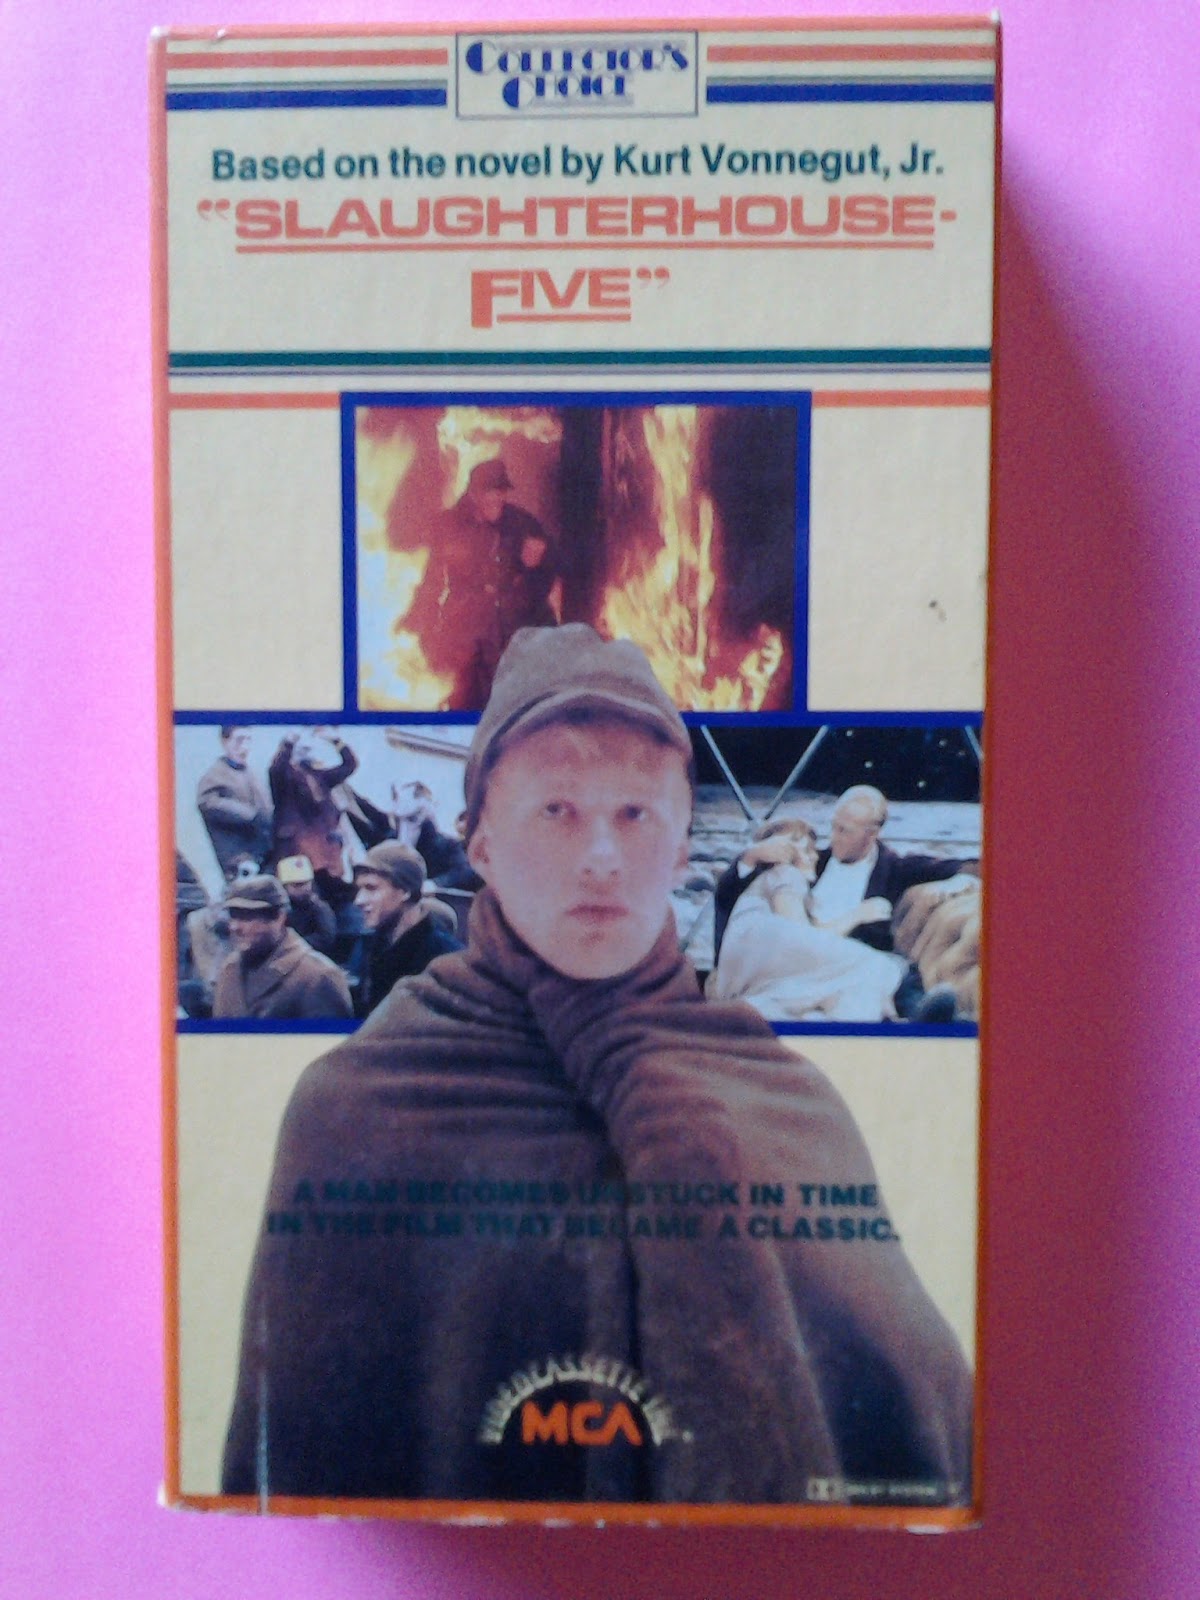 COLLECTOR'S
CHOICE
Based on the novel by Kurt Vonnegut, Jr.
“SLAUGHTERHOUSE-
FIVE”
A MAN BECOMES UNSTUCK IN TIME
IN THE FILM THAT BECAME A CLASSIC.
VIDEOCASSETTE
MCA